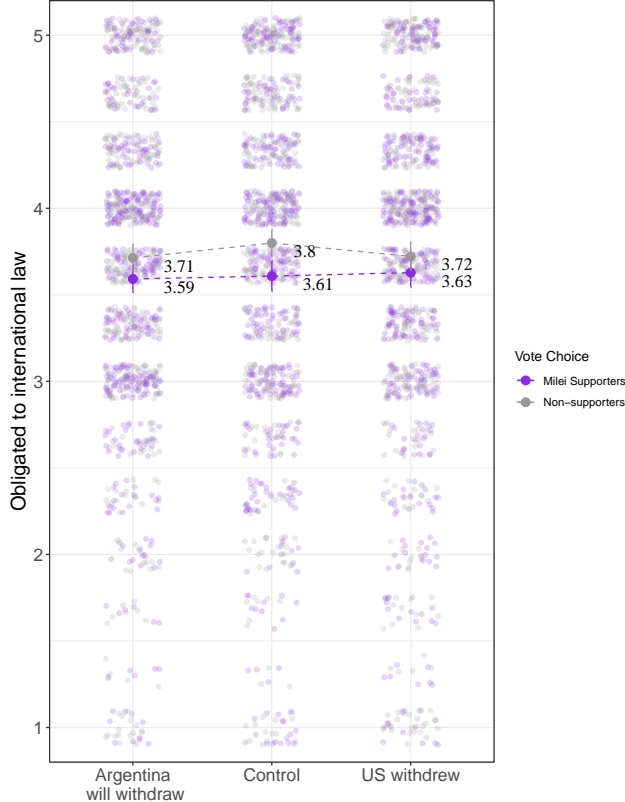 5
4
3
2
1
Obligated to international law
3.71
3.59
3.8
3.61
3.72
3.63
Argentina
will withdraw
Control
US withdrew
Vote Choice
Milei Supporters
Non−supporters